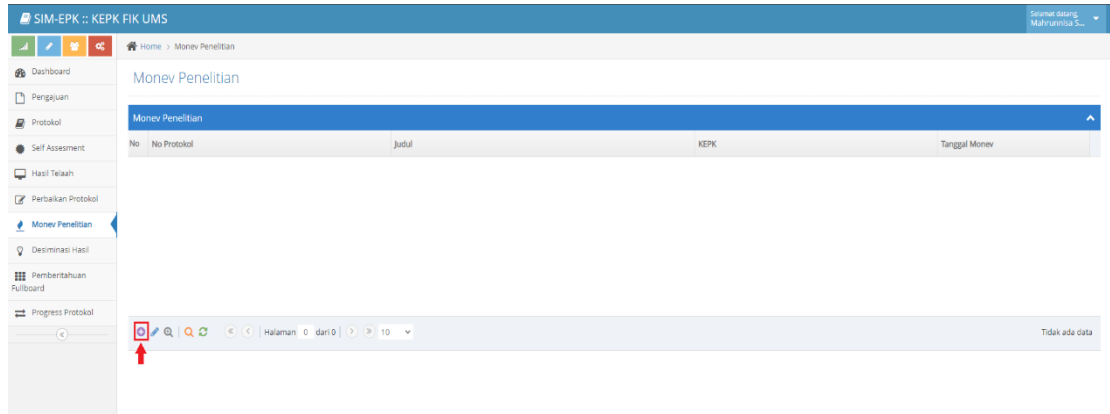 SIM-EPK :: KEPK FIK UMS
Selamat datang,
Mahrunnisa S...
Home > Monev Penelitian
Dashboard
Pengajuan
Protokol
Self Assesment
Hasil Telaah
Perbaikan Protokol
Monev Penelitian
Desiminasi Hasil
Pemberitahuan
Fullboard
Progress Protokol
Monev Penelitian
Monev Penelitian
No No Protokol Judul KEPK Tanggal Monev
Halaman 0 dari 0 10 Tidak ada data